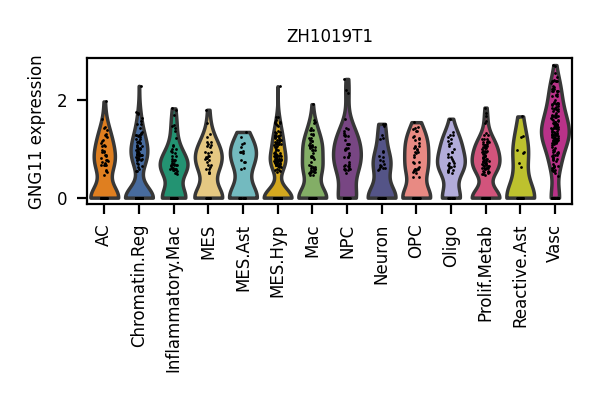 ZH1019T1
GNG11 expression
2
0
AC
Chromatin.Reg
Inflammatory.Mac
MES
MES.Ast
MES.Hyp
Mac
NPC
Neuron
OPC
Oligo
Prolif.Metab
Reactive.Ast
Vasc